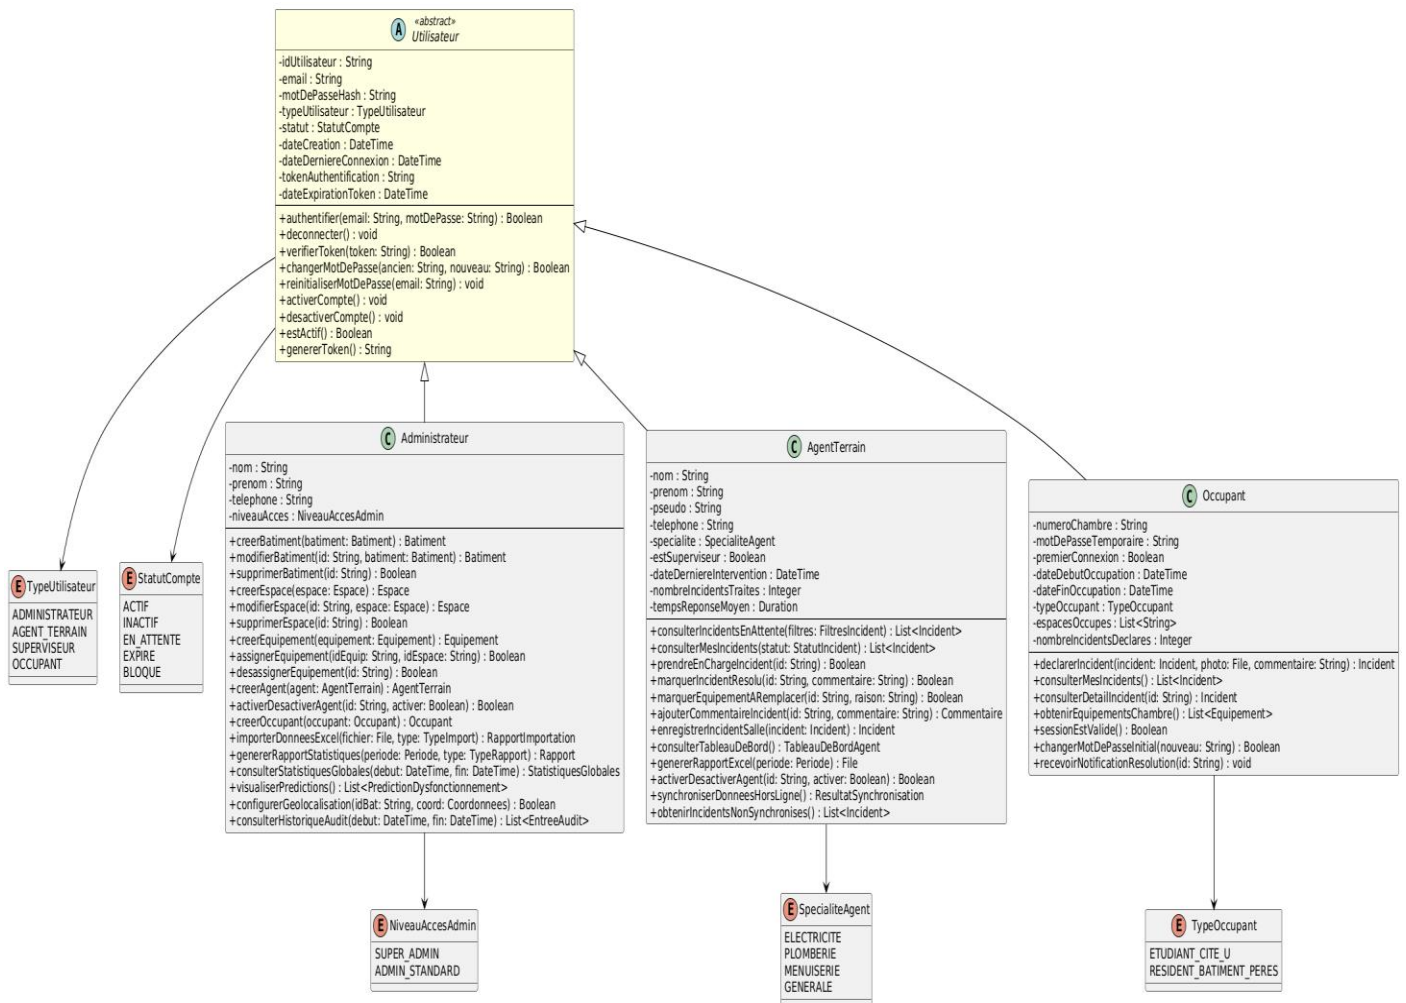 A
«abstract»
Utilisateur
-idUtilisateur : String
-email : String
-motDePasseHash : String
-typeUtilisateur : TypeUtilisateur
-statut : StatutCompte
-dateCreation : DateTime
-dateDerniereConnexion : DateTime
-tokenAuthentification : String
-dateExpirationToken : DateTime
+authentifier(email: String, motDePasse: String) : Boolean
+deconnecter() : void
+verifierToken(token: String) : Boolean
+changerMotDePasse(ancien: String, nouveau: String) : Boolean
+reinitialiserMotDePasse(email: String) : void
+activerCompte() : void
+desactiverCompte() : void
+estActif() : Boolean
+genererToken() : String
E TypeUtilisateur
ADMINISTRATEUR
AGENT_TERRAIN
SUPERVISEUR
OCCUPANT
E StatutCompte
ACTIF
INACTIF
EN_ATTENTE
EXPIRE
BLOQUE
C Administrateur
-nom : String
-prenom : String
-telephone : String
-niveauAcces : NiveauAccesAdmin
+creerBatiment(batiment: Batiment) : Batiment
+modifierBatiment(id: String, batiment: Batiment) : Batiment
+supprimerBatiment(id: String) : Boolean
+creerEspace(espace: Espace) : Espace
+modifierEspace(id: String, espace: Espace) : Espace
+supprimerEspace(id: String) : Boolean
+creerEquipement(equipement: Equipement) : Equipement
+assignerEquipement(idEquip: String, idEspace: String) : Boolean
+desassignerEquipement(id: String) : Boolean
+creerAgent(agent: AgentTerrain) : AgentTerrain
+activerDesactiverAgent(id: String, activer: Boolean) : Boolean
+creerOccupant(occupant: Occupant) : Occupant
+importerDonneesExcel(fichier: File, type: TypeImport) : RapportImportation
+genererRapportStatistiques(periode: Periode, type: TypeRapport) : Rapport
+consulterStatistiquesGlobales(debut: DateTime, fin: DateTime) : StatistiquesGlobales
+visualiserPredictions() : List<PredictionDysfonctionnement>
+configurerGeolocalisation(idBat: String, coord: Coordonnees) : Boolean
+consulterHistoriqueAudit(debut: DateTime, fin: DateTime) : List<EntreeAudit>
C AgentTerrain
-nom : String
-prenom : String
-pseudo : String
-telephone : String
-specialite : SpecialiteAgent
-estSuperviseur : Boolean
-dateDerniereIntervention : DateTime
-nombreIncidentsTraites : Integer
-tempsReponseMoyen : Duration
+consulterIncidentsEnAttente(filtres: FiltresIncident) : List<Incident>
+consulterMesIncidents(statut: StatutIncident) : List<Incident>
+prendreEnChargeIncident(id: String) : Boolean
+marquerIncidentResolu(id: String, commentaire: String) : Boolean
+marquerEquipementARemplacer(id: String, raison: String) : Boolean
+ajouterCommentaireIncident(id: String, commentaire: String) : Commentaire
+enregistrerIncidentSalle(incident: Incident) : Incident
+consulterTableauDeBord() : TableauDeBordAgent
+genererRapportExcel(periode: Periode) : File
+activerDesactiverAgent(id: String, activer: Boolean) : Boolean
+synchroniserDonneesHorsLigne() : ResultatSynchronisation
+obtenirIncidentsNonSynchronises() : List<Incident>
C Occupant
-numeroChambre : String
-motDePasseTemporaire : String
-premierConnexion : Boolean
-dateDebutOccupation : DateTime
-dateFinOccupation : DateTime
-typeOccupant : TypeOccupant
-espacesOccupes : List<String>
-nombreIncidentsDeclares : Integer
+declarerIncident(incident: Incident, photo: File, commentaire: String) : Incident
+consulterMesIncidents() : List<Incident>
+consulterDetailIncident(id: String) : Incident
+obtenirEquipementsChambre() : List<Equipement>
+sessionEstValide() : Boolean
+changerMotDePasseInitial(nouveau: String) : Boolean
+recevoirNotificationResolution(id: String) : void
E NiveauAccesAdmin
SUPER_ADMIN
ADMIN_STANDARD
E SpecialiteAgent
ELECTRICITE
PLOMBERIE
MENUISERIE
GENERALE
E TypeOccupant
ETUDIANT_CITE_U
RESIDENT_BATIMENT_PERES